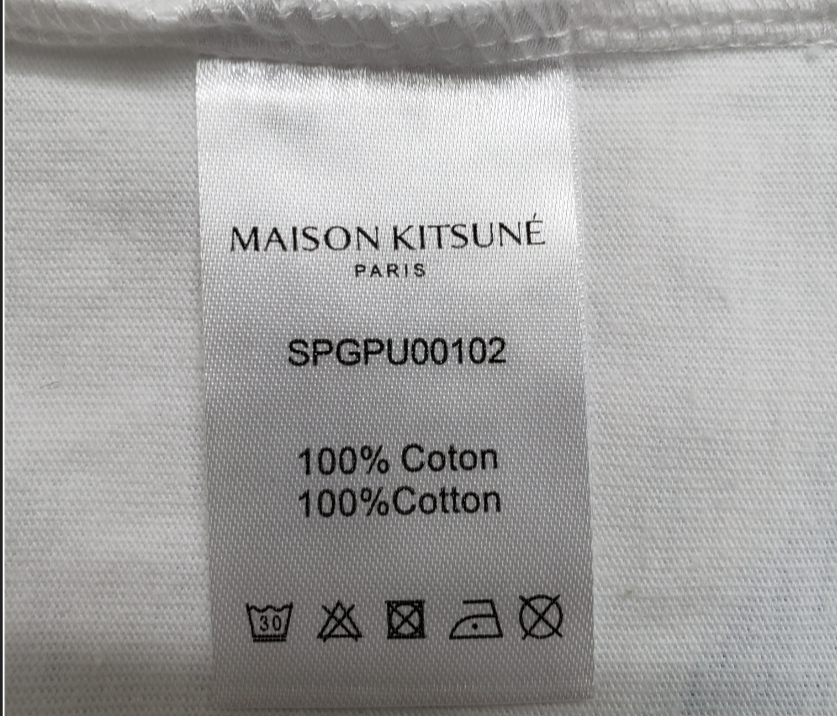 MAISON KITSUNÉ
PARIS
SPGPU00102
100% Coton
100%Cotton
30